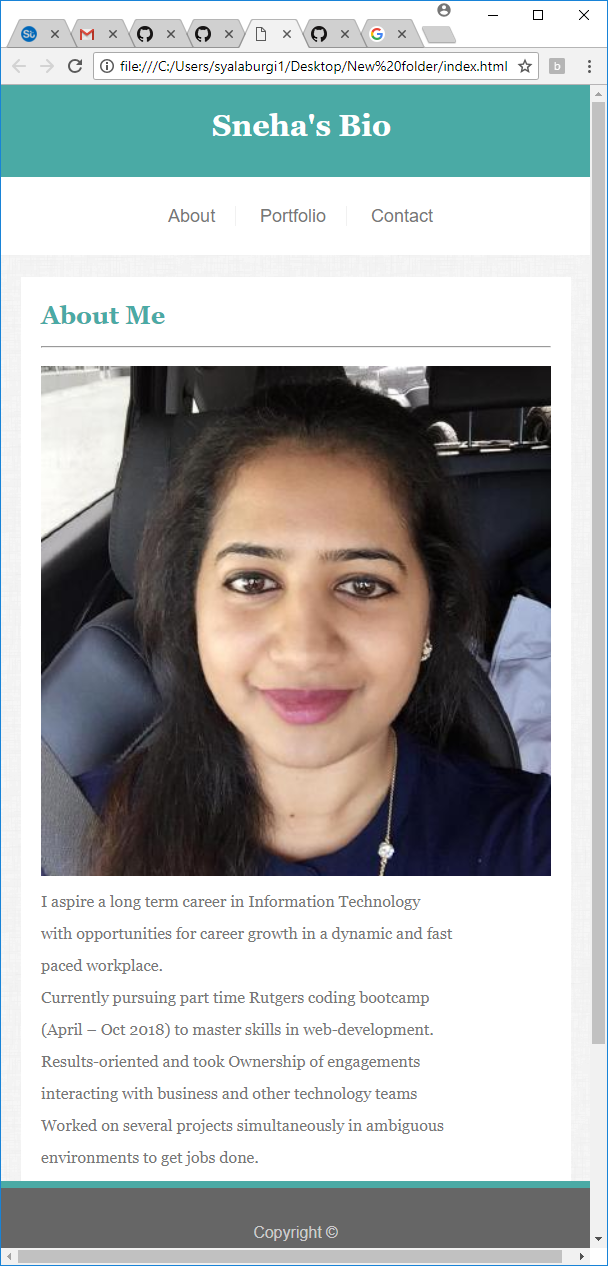 file:///C:/Users/syalaburgi1/Desktop/New%20folder/index.html
Sneha's Bio
About
Portfolio
Contact
About Me
I aspire a long term career in Information Technology
with opportunities for career growth in a dynamic and fast
paced workplace.
Currently pursuing part time Rutgers coding bootcamp
(April – Oct 2018) to master skills in web-development.
Results-oriented and took Ownership of engagements
interacting with business and other technology teams
Worked on several projects simultaneously in ambiguous
environments to get jobs done.
Copyright ©